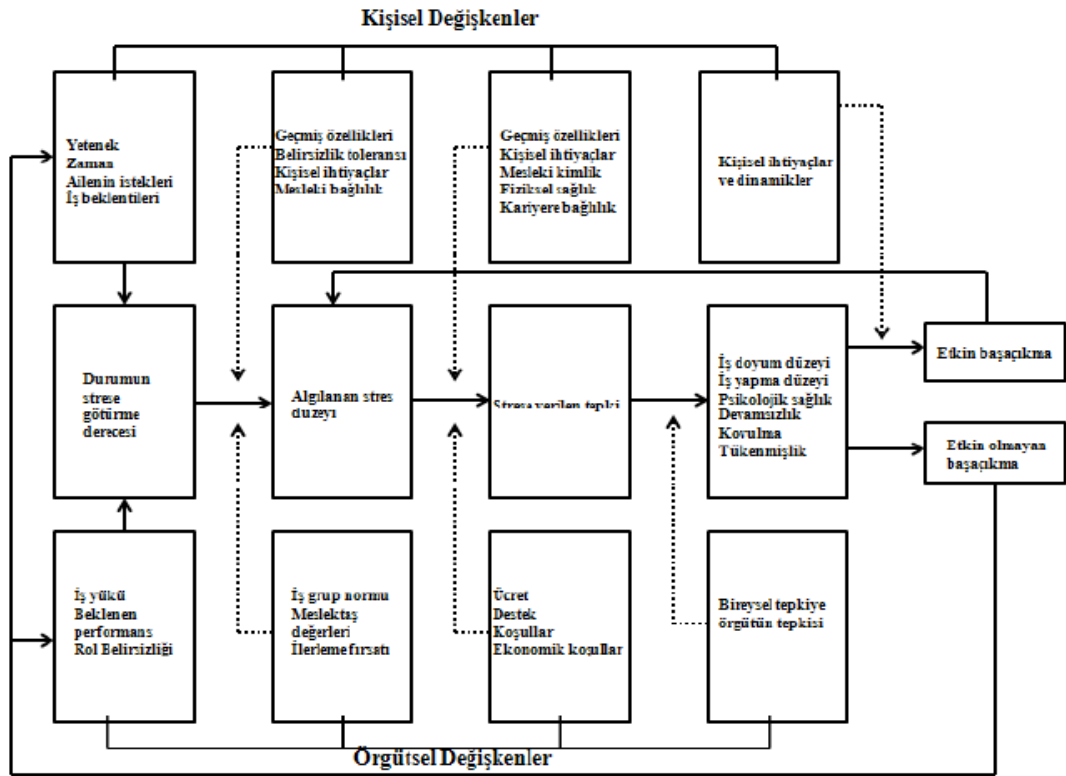 Kişisel Değişkenler
Yetenek
Zaman
Ailenin istekleri
İş beklentileri
Geçmiş özellikleri
Belirsizlik toleransı
Kişisel ihtiyaçlar
Mesleki bağlılık
Geçmiş özellikleri
Kişisel ihtiyaçlar
Mesleki kimlik
Fiziksel sağlık
Kariyere bağlılık
Kişisel ihtiyaçlar
ve dinamikler
Durumun
strese
götürme
derecesi
Algılanan stres
düzeyi
Strese verilen tepki
İş doyum düzeyi
İş yapma düzeyi
Psikolojik sağlık
Devamsızlık
Kovulma
Tükenmişlik
Etkin başaçıkma
Etkin olmayan
başaçıkma
İş yükü
Beklenen
performans
Rol Belirsizliği
İş grup normu
Meslektaş
değerleri
İlerleme fırsatı
Ücret
Destek
Koşullar
Ekonomik koşullar
Bireysel tepkiye
örgütün tepkisi
Örgütsel Değişkenler